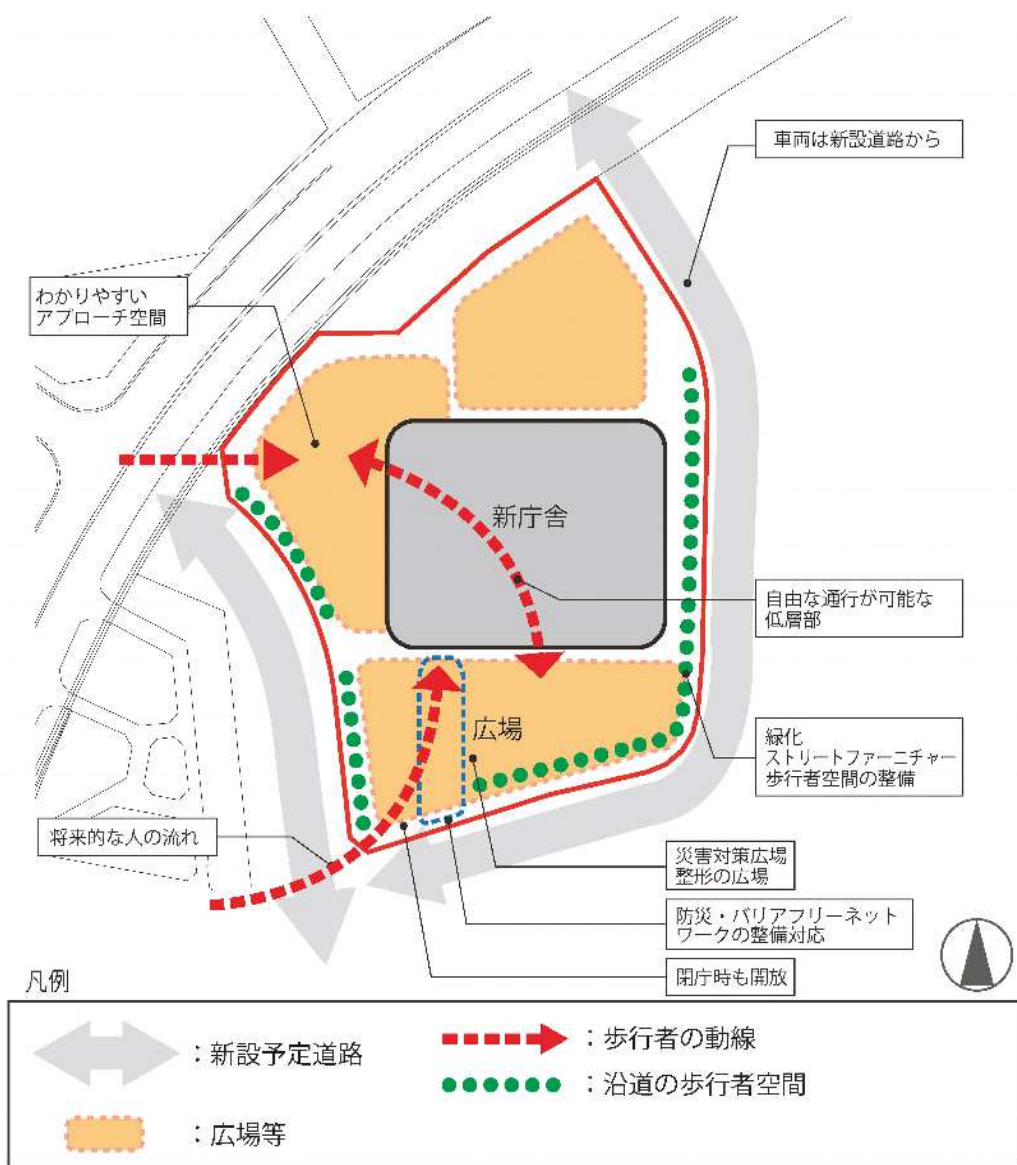 車両は新設道路から
わかりやすい
アプローチ空間
新庁舎
自由な通行が可能な
低層部
広場
緑化
ストリートファーニチャー
歩行者空間の整備
将来的な人の流れ
災害対策広場
整形の広場
防災・バリアフリーネット
ワークの整備対応
閉庁時も開放
凡例
：新設予定道路
：歩行者の動線
：沿道の歩行者空間
：広場等